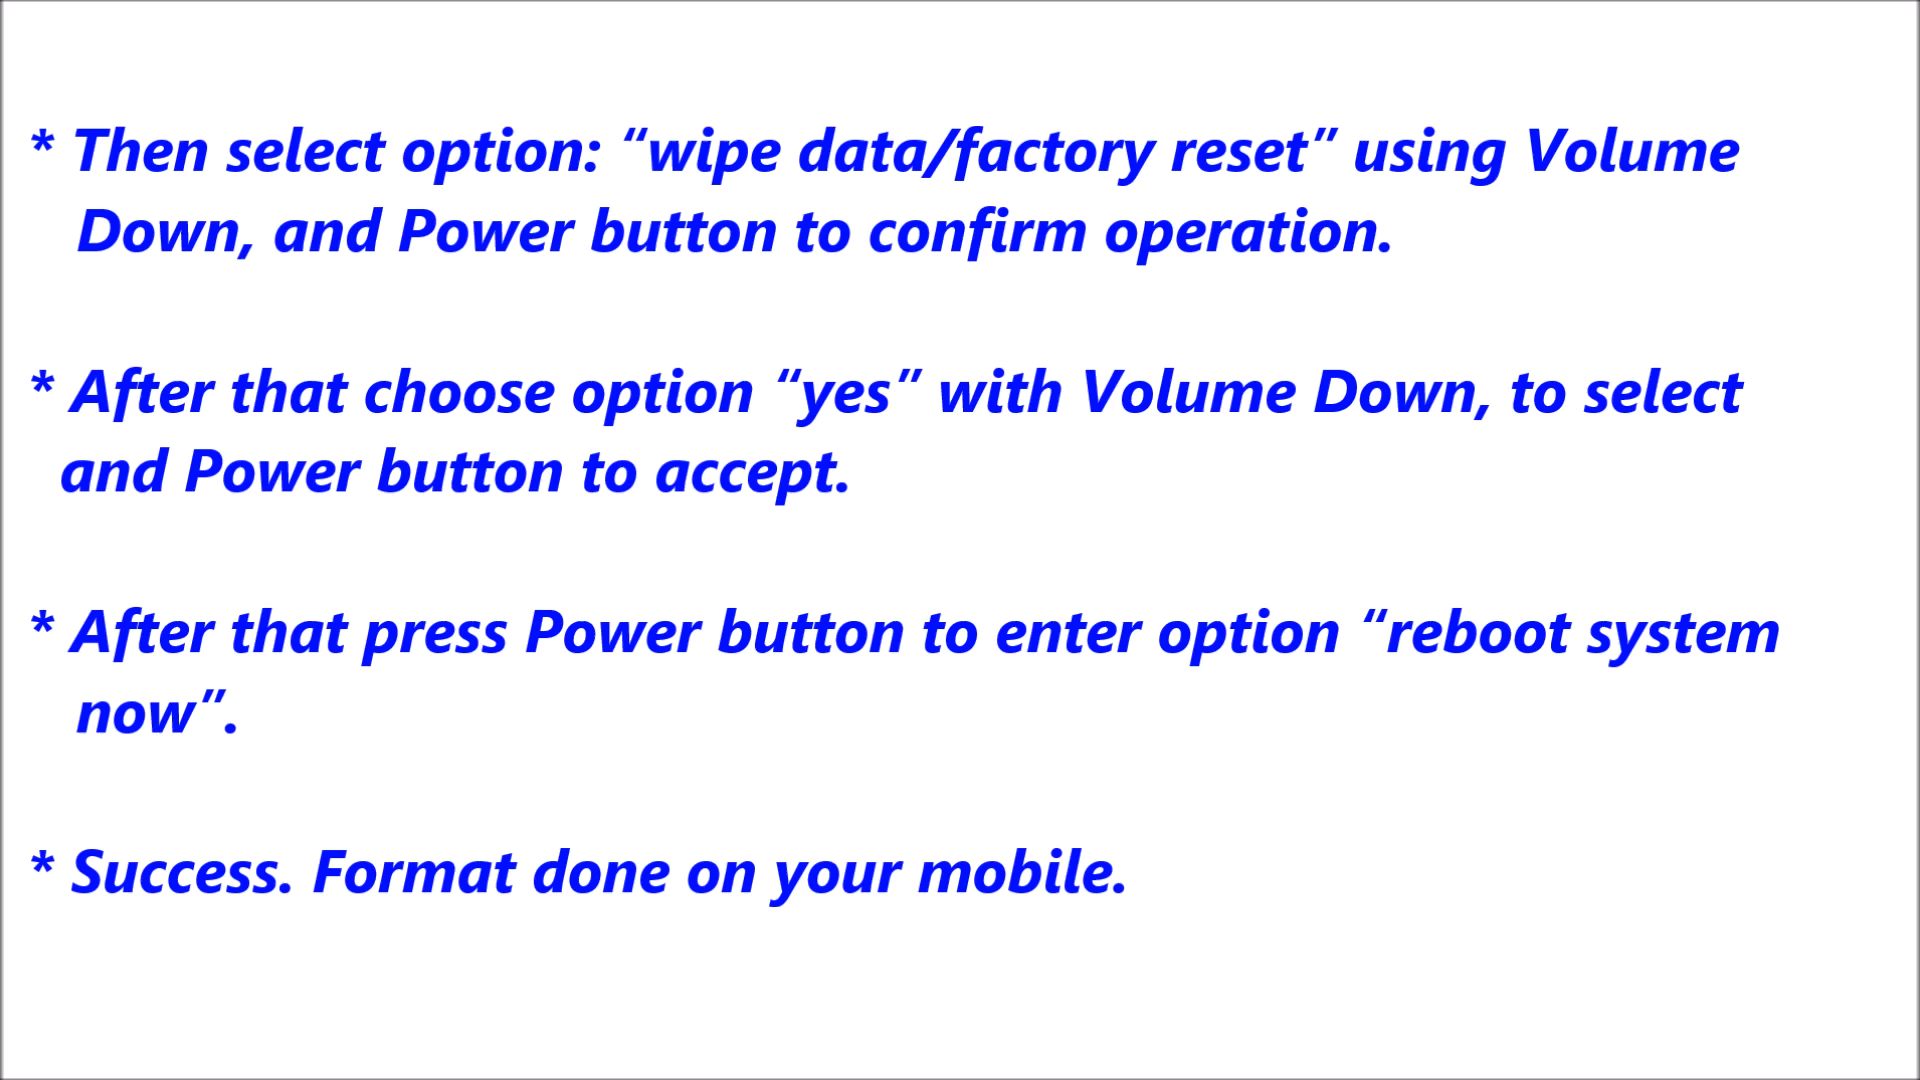 * Then select option: “wipe data/factory reset” using Volume
Down, and Power button to confirm operation.
* After that choose option “yes” with Volume Down, to select
and Power button to accept.
* After that press Power button to enter option “reboot system
now”.
* Success. Format done on your mobile.